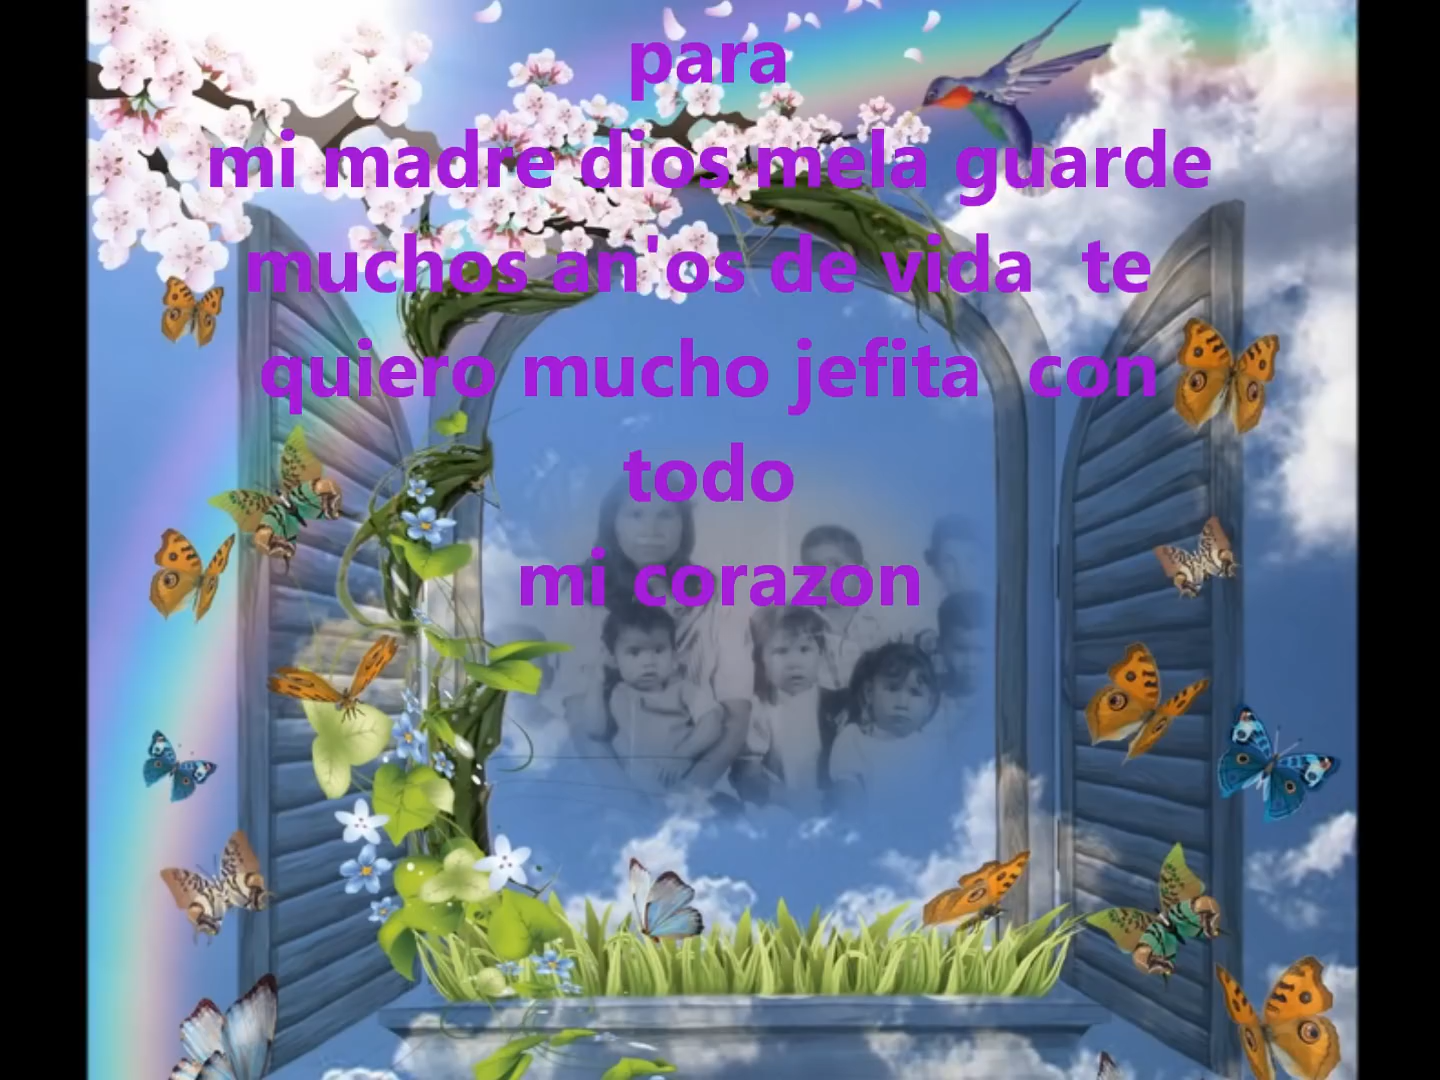 para
mi madre dios mela guarde
muchos an'os de vida  te
quiero mucho jefita  con
todo
mi corazon